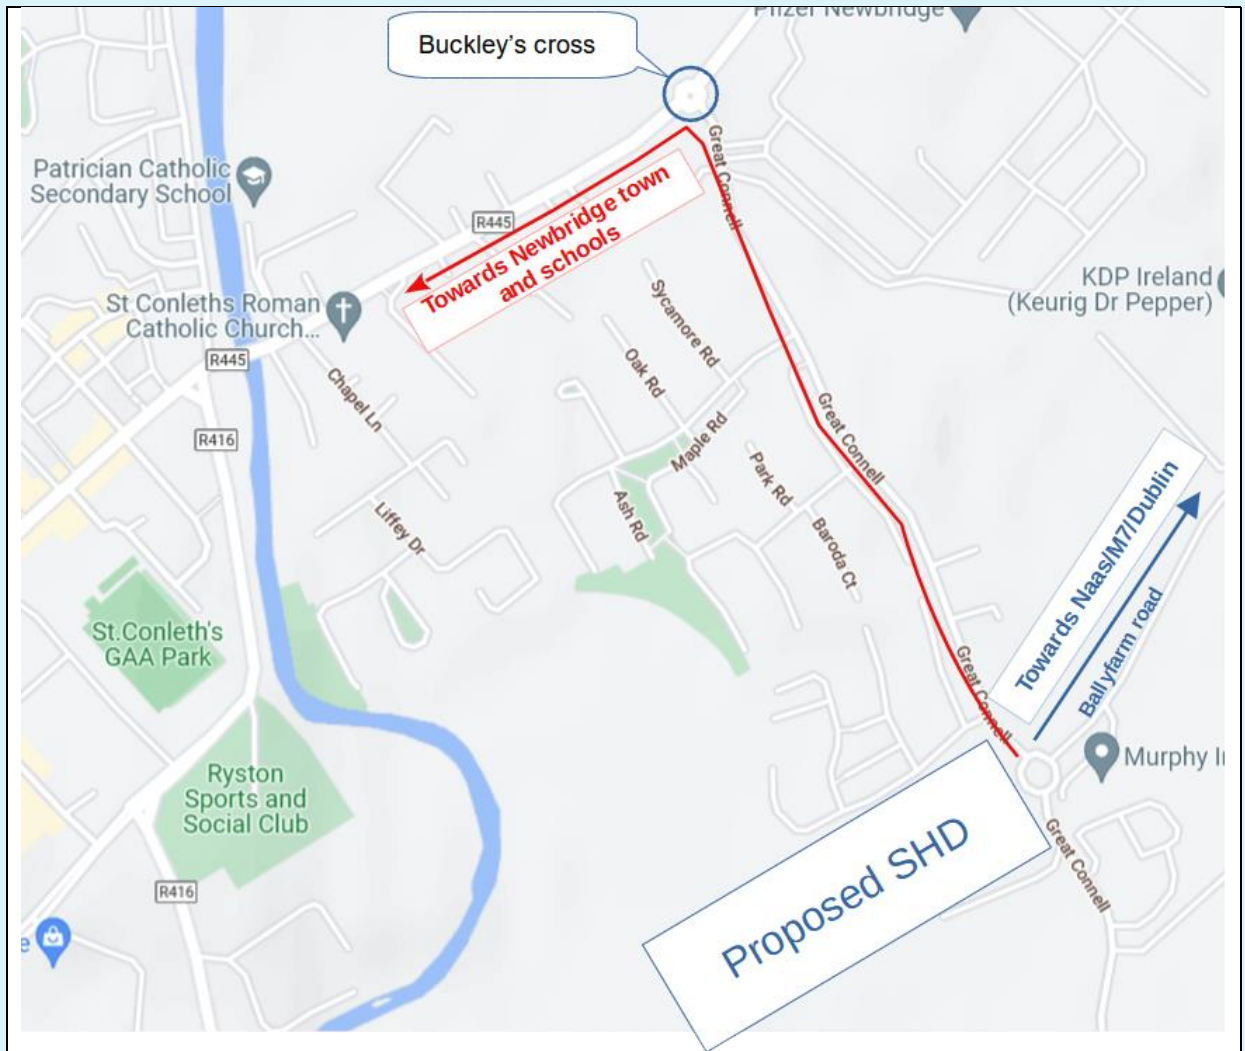 Pfizer Newbridge
Buckley's cross
Great Connell
Patrician Catholic
Secondary School
R445
Towards Newbridge town
and schools
KDP Ireland
(Keurig Dr Pepper)
St Conleths Roman
Catholic Church...
Sycamore Rd
R445
Oak Rd
Chapel Ln
Great Connell
R416
Maple Rd
Park Rd
Ash Rd
Liffey Dr
Baroda Ct
Towards Naas/M7/Dublin
Ballyfarm road
St.Conleth's
GAA Park
Great Connell
Murphy
Ryston
Sports and
Social Club
Proposed SHD
Great Connell
R416
e